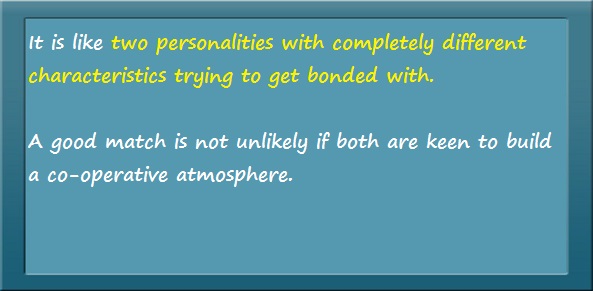 It is like two personalities with completely different
characteristics trying to get bonded with.
A good match is not unlikely if both are keen to build
a co-operative atmosphere.